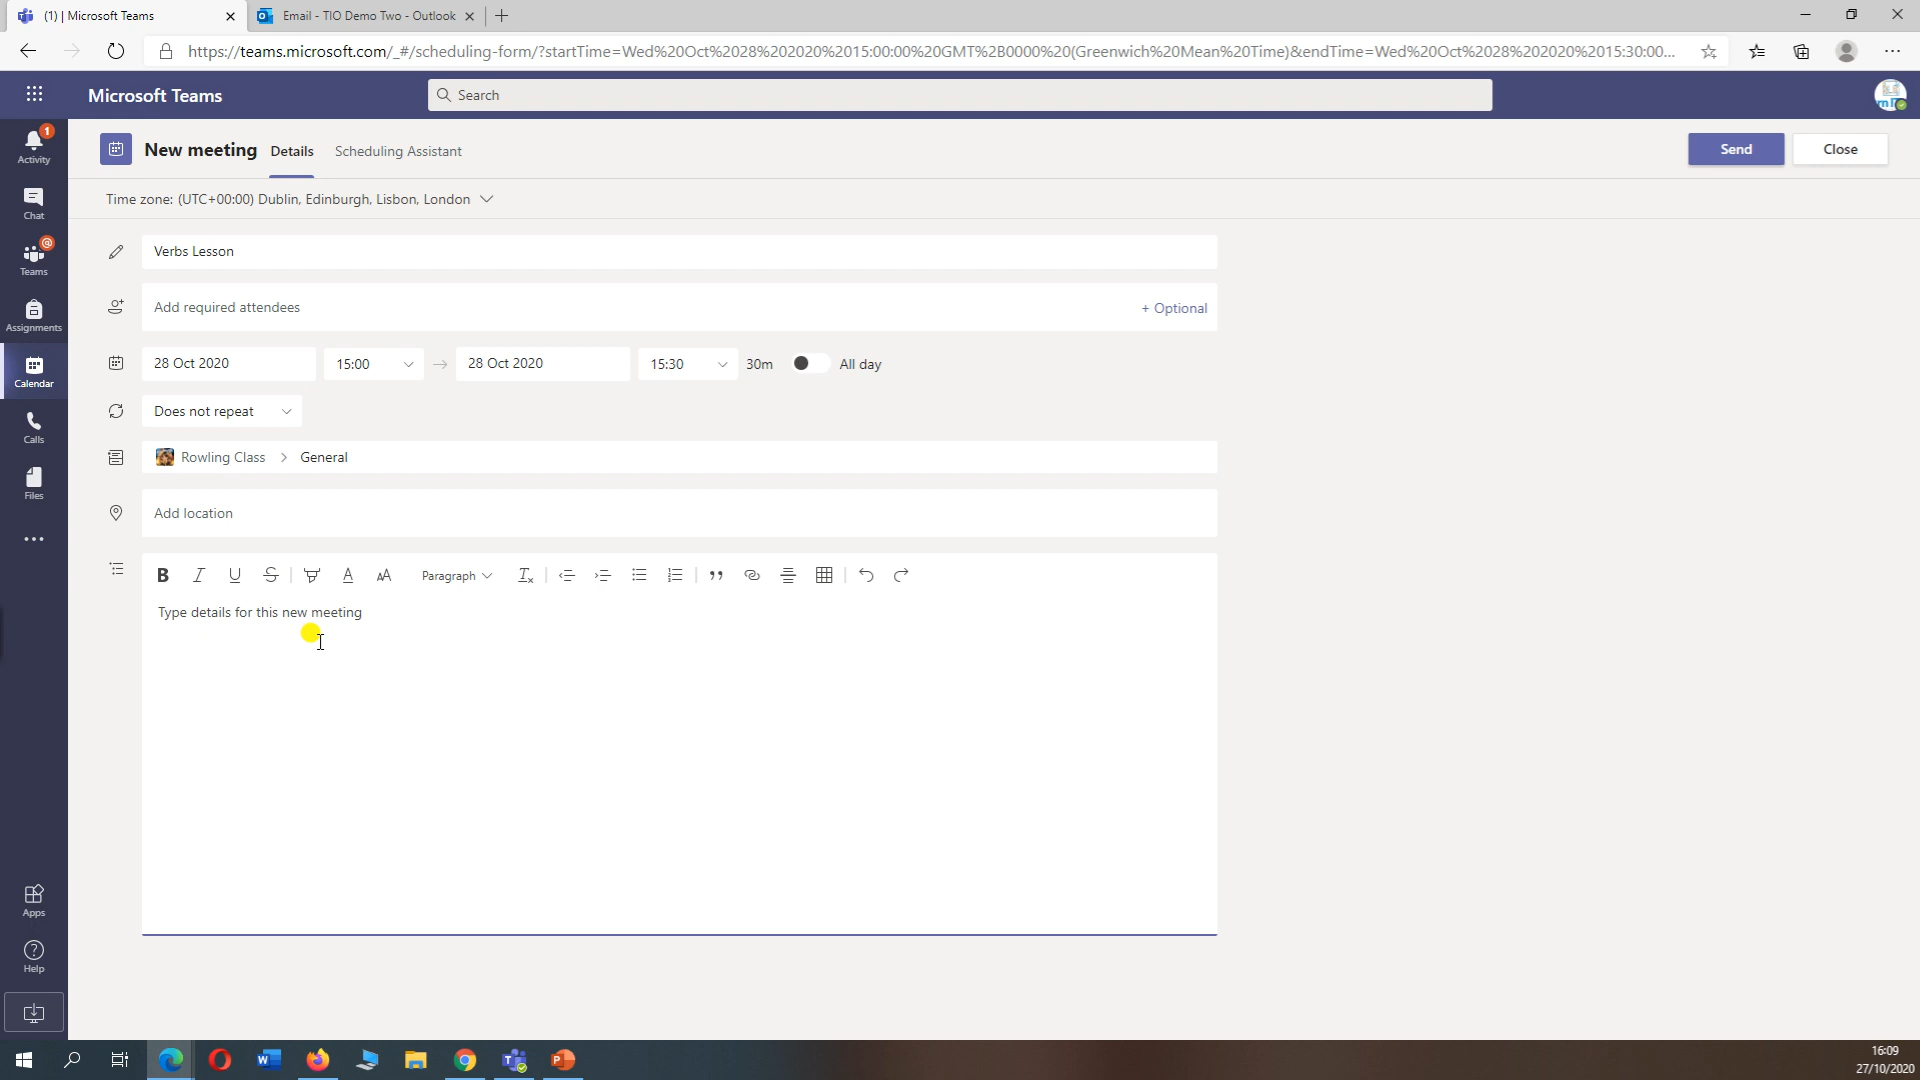 (1) | Microsoft Teams
Email - TIO Demo Two - Outlook
https://teams.microsoft.com/_#/scheduling-form/?startTime=Wed%20Oct%2028%202020%2015:00:00%20GMT%2B0000%20(Greenwich%20Mean%20Time)&endTime=Wed%20Oct%2028%202020%2015:30:00...
Microsoft Teams
Search
1
Activity
Chat
@
Teams
Assignments
Calendar
Calls
Files
Apps
Help
New meeting Details Scheduling Assistant
Send Close
Time zone: (UTC+00:00) Dublin, Edinburgh, Lisbon, London
Verbs Lesson
Add required attendees
+ Optional
28 Oct 2020 15:00 → 28 Oct 2020 15:30 30m All day
Does not repeat
Rowling Class > General
Add location
B I U S A AA Paragraph
Type details for this new meeting
16:09
27/10/2020